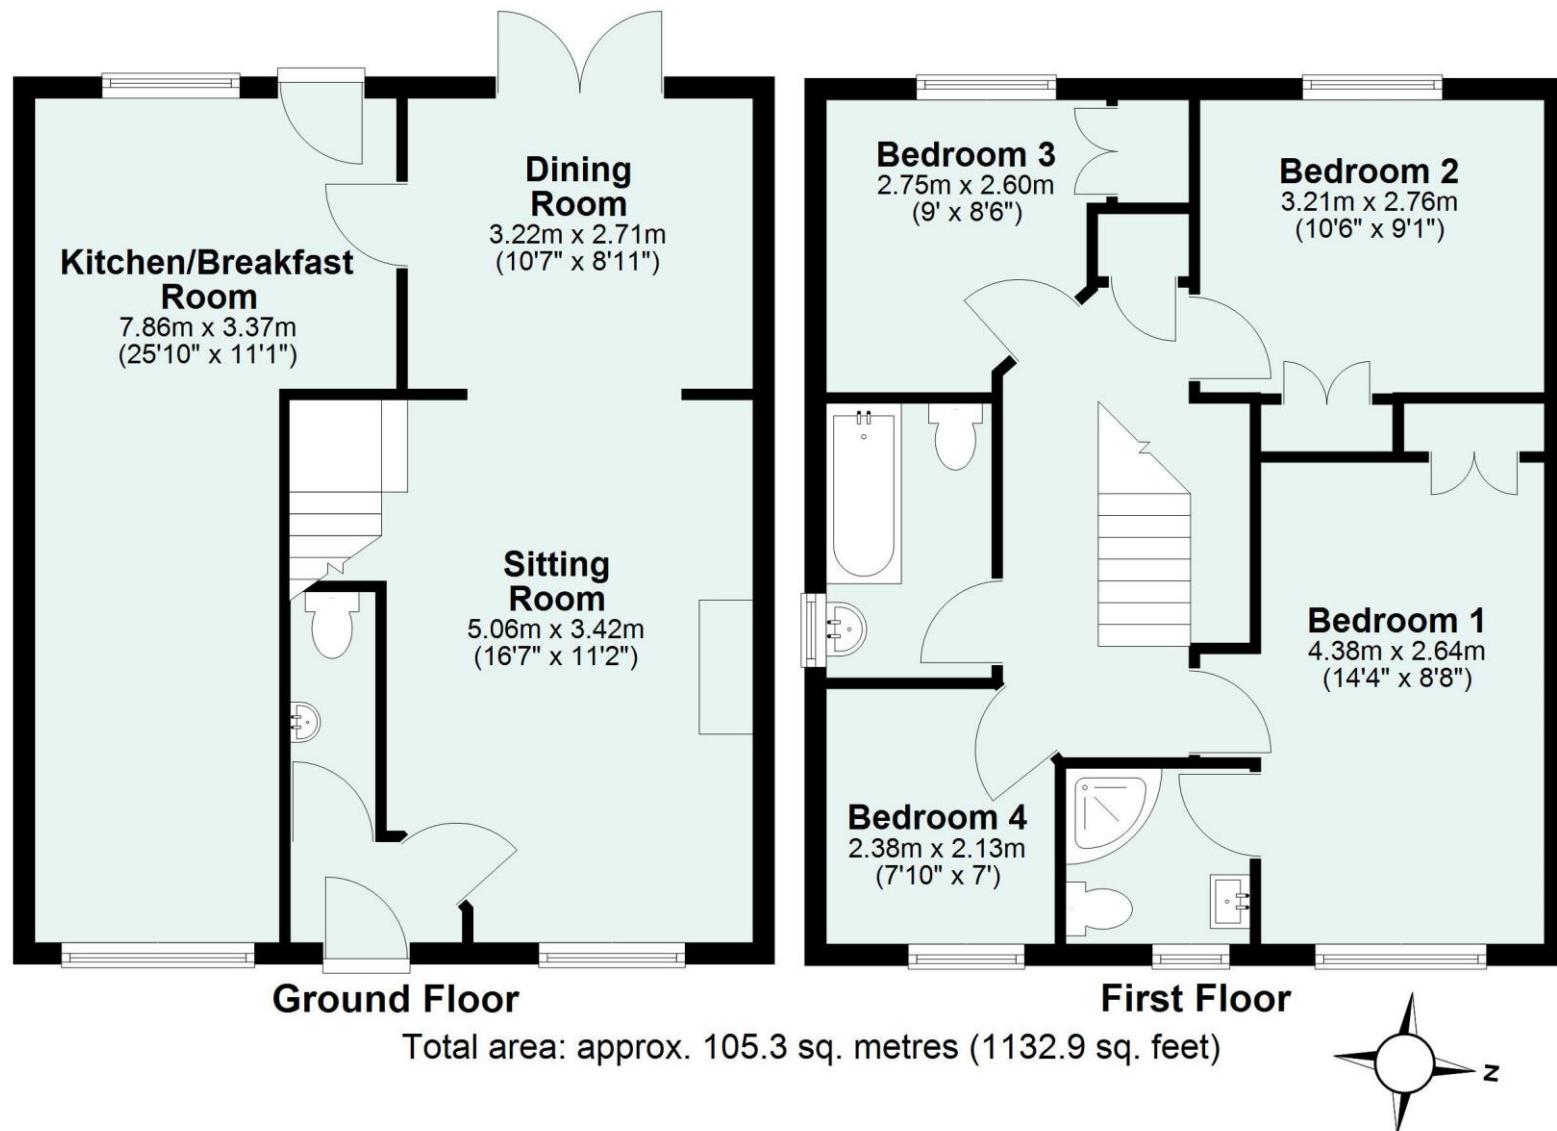 Dining
Room
3.22m x 2.71m
(10'7" x 8'11")
Kitchen/Breakfast
Room
7.86m x 3.37m
(25'10" x 11'1")
Sitting
Room
5.06m x 3.42m
(16'7" x 11'2")
Ground Floor
Bedroom 3
2.75m x 2.60m
(9' x 8'6")
Bedroom 2
3.21m x 2.76m
(10'6" x 9'1")
Bedroom 1
4.38m x 2.64m
(14'4" x 8'8")
Bedroom 4
2.38m x 2.13m
(7'10" x 7')
First Floor
Total area: approx. 105.3 sq. metres (1132.9 sq. feet)
N